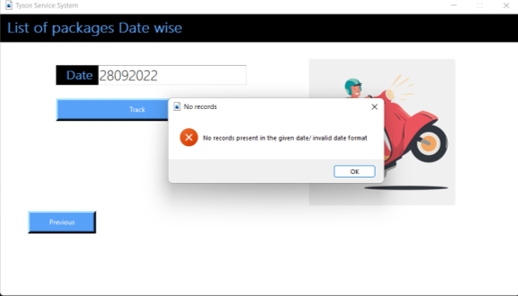 Tyson Service System
List of packages Date wise
Date 28092022
Track
No records
No records present in the given date/ invalid date format
OK
Previous